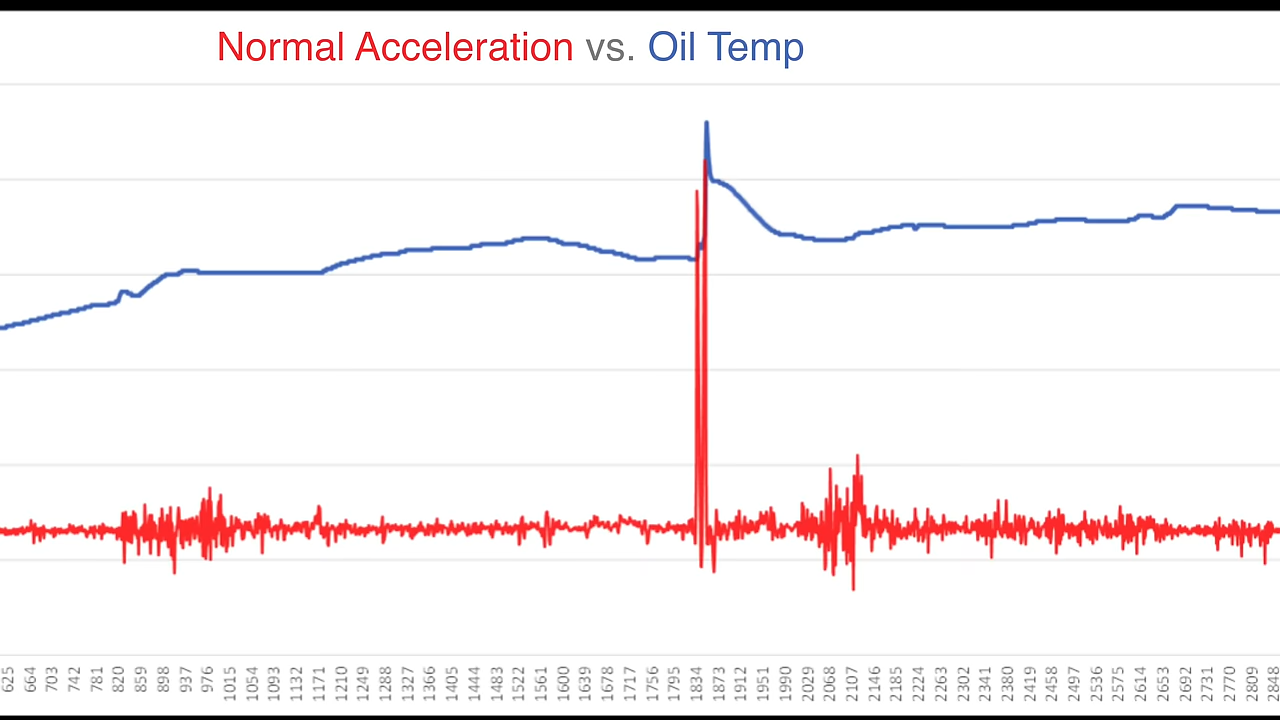 Normal Acceleration vs. Oil Temp
625 664 703 742 781 820 859 898 937 976 1015 1054 1093 1132 1171 1210 1249 1288 1327 1366 1405 1444 1483 1522 1561 1600 1639 1678 1717 1756 1795 1834 1873 1912 1951 1990 2029 2068 2107 2146 2185 2224 2263 2302 2341 2380 2419 2458 2497 2536 2575 2614 2653 2692 2731 2770 2809 2848